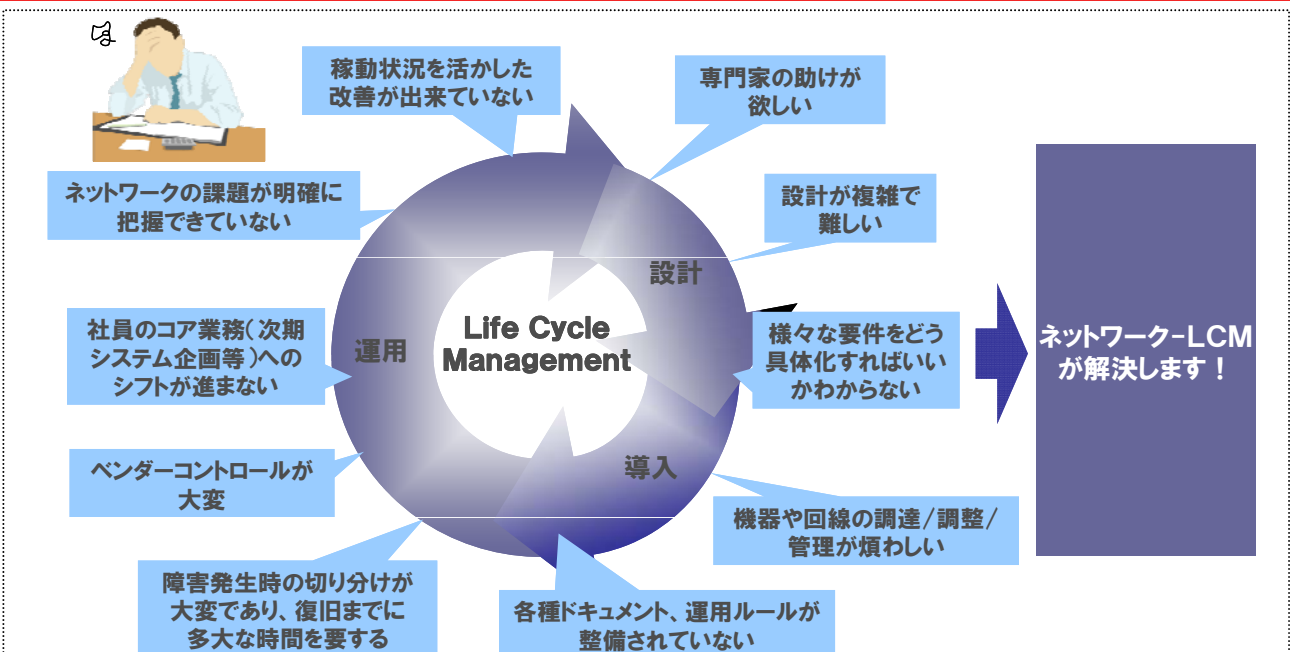 稼動状況を活かした
改善が出来ていない
専門家の助けが
欲しい
ネットワークの課題が明確に
把握できていない
設計が複雑で
難しい
設計
社員のコア業務(次期
システム企画等)への
シフトが進まない
運用
Life Cycle
Management
様々な要件をどう
具体化すればいい
かわからない
ネットワーク-LCM
が解決します!
ベンダーコントロールが
大変
導入
機器や回線の調達/調整/
管理が煩わしい
障害発生時の切り分けが
大変であり、復旧までに
多大な時間を要する
各種ドキュメント、運用ルールが
整備されていない